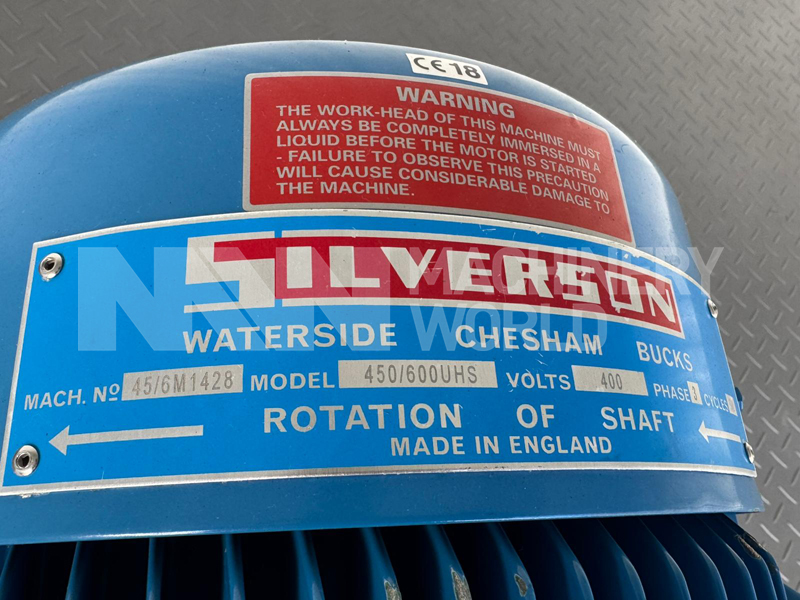 CE 18
WARNING
THE WORK-HEAD OF THIS MACHINE MUST
ALWAYS BE COMPLETELY IMMERSED IN A
LIQUID BEFORE THE MOTOR IS STARTED
- FAILURE TO OBSERVE THIS PRECAUTION
WILL CAUSE CONSIDERABLE DAMAGE TO
THE MACHINE.
SILVERSON
MACHINERY
WORLD
WATERSIDE CHESHAM BUCKS
MACH. Nº 45/6M1428 MODEL 450/600UHS VOLTS 400 PHASE 3 CYCLES
ROTATION OF SHAFT
MADE IN ENGLAND